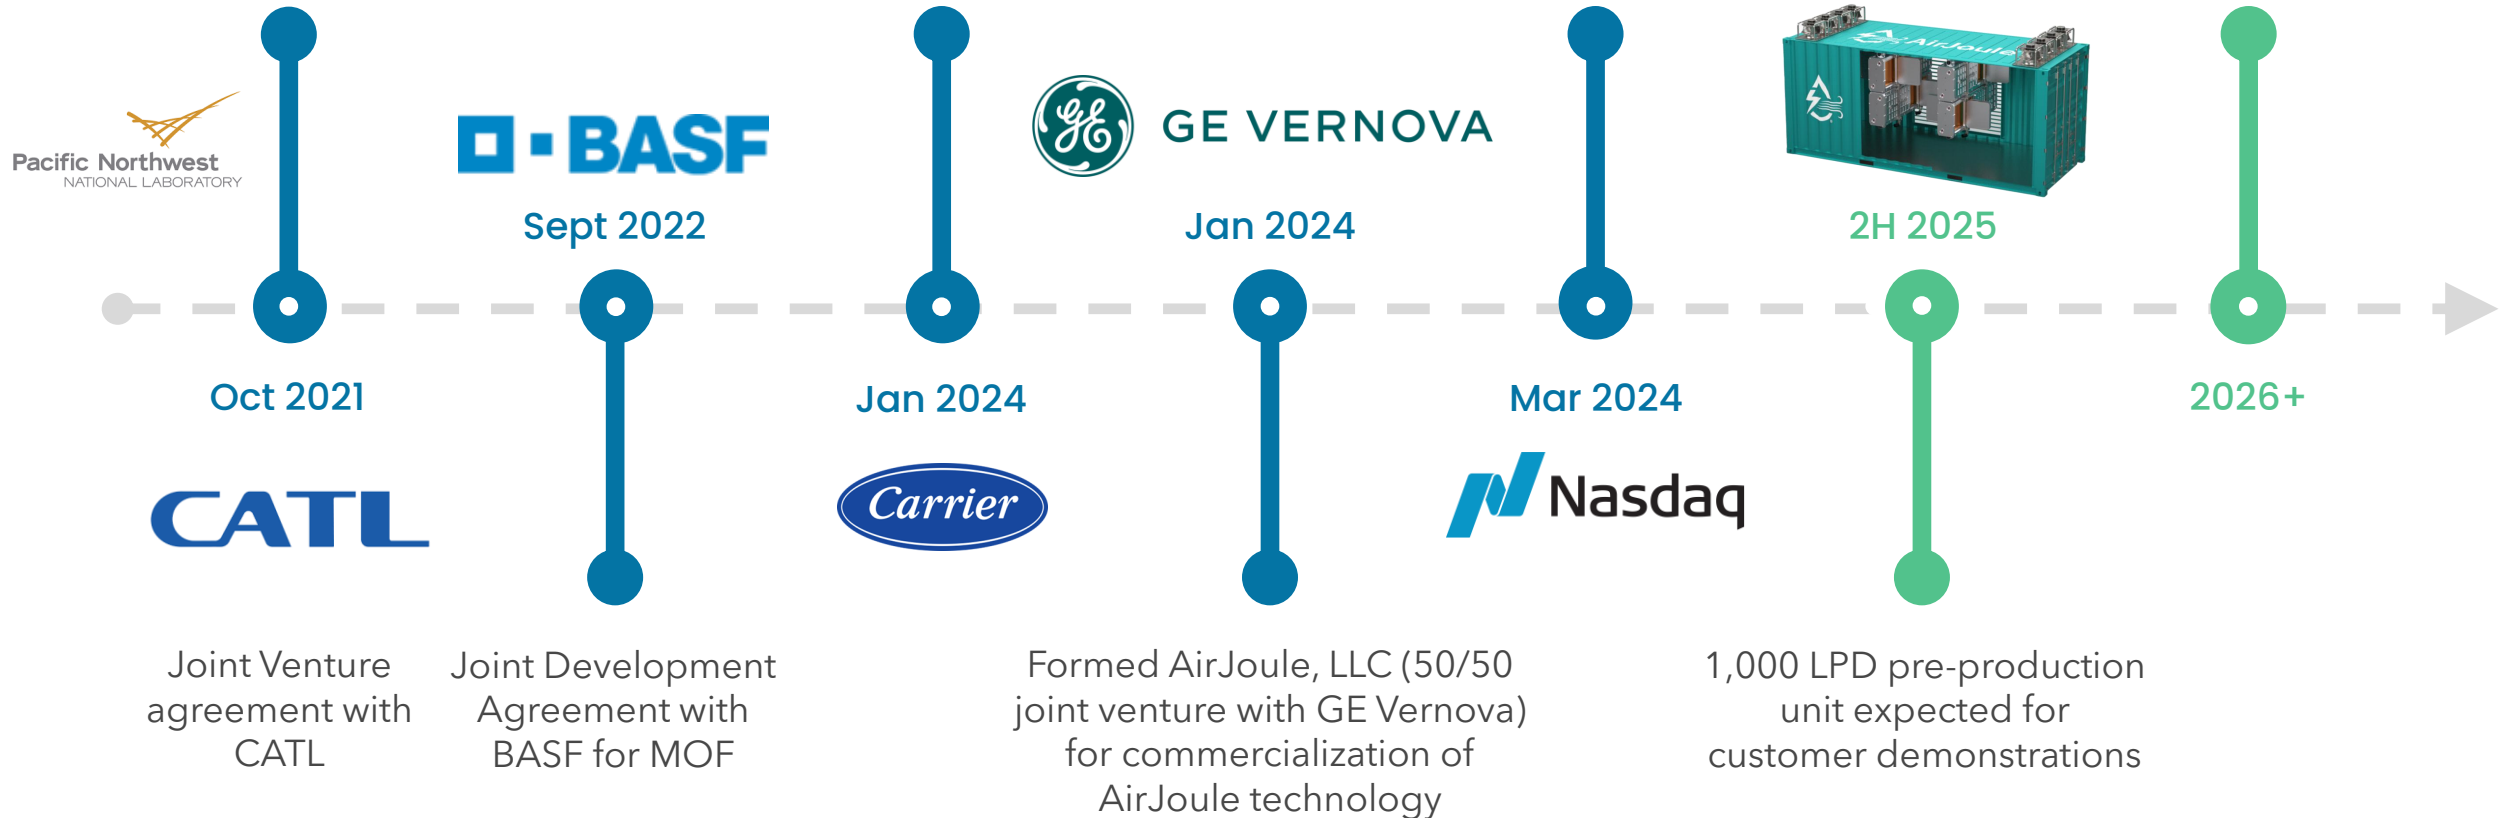 Pacific Northwest
NATIONAL LABORATORY
Oct 2021
CATL
Joint Venture
agreement with
CATL
BASF
Sept 2022
Joint Development
Agreement with
BASF for MOF
Jan 2024
Carrier
GE VERNOVA
Jan 2024
Formed AirJoule, LLC (50/50
joint venture with GE Vernova)
for commercialization of
AirJoule technology
Mar 2024
Nasdaq
AirJoule
2H 2025
1,000 LPD pre-production
unit expected for
customer demonstrations
2026+